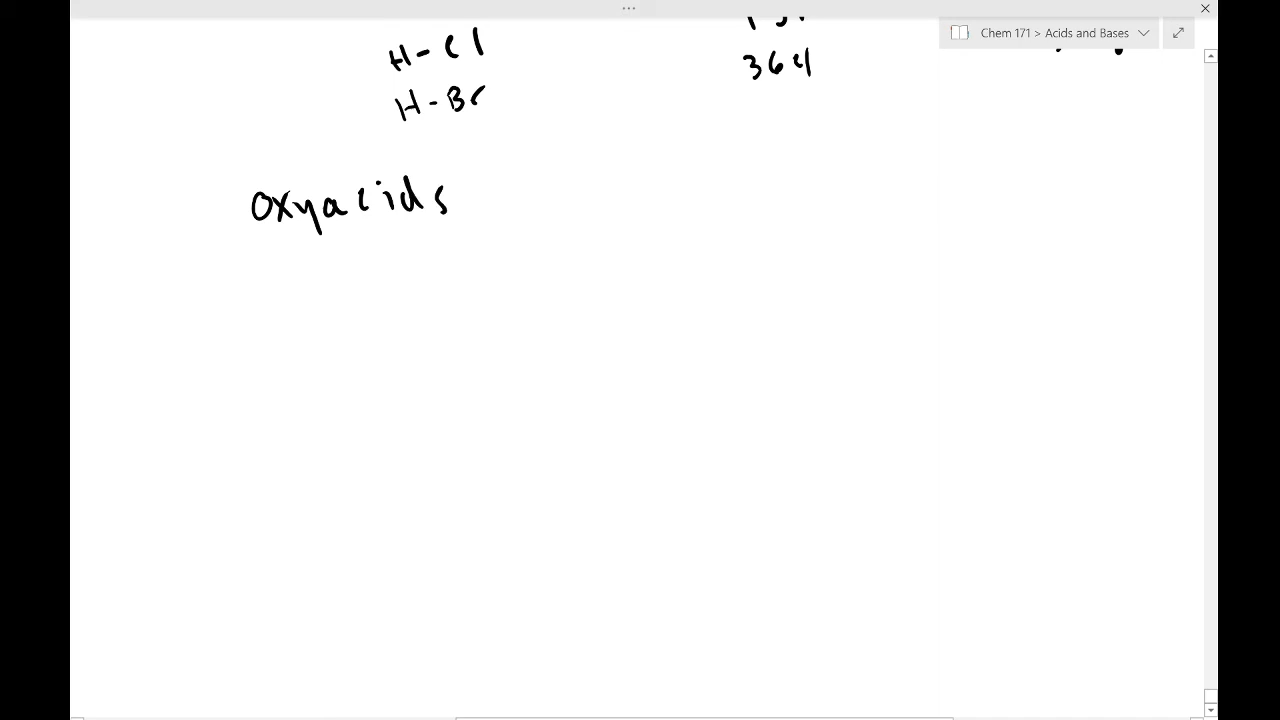 Chem 171 > Acids and Bases
H-Cl
364
H-Br
oxyacids